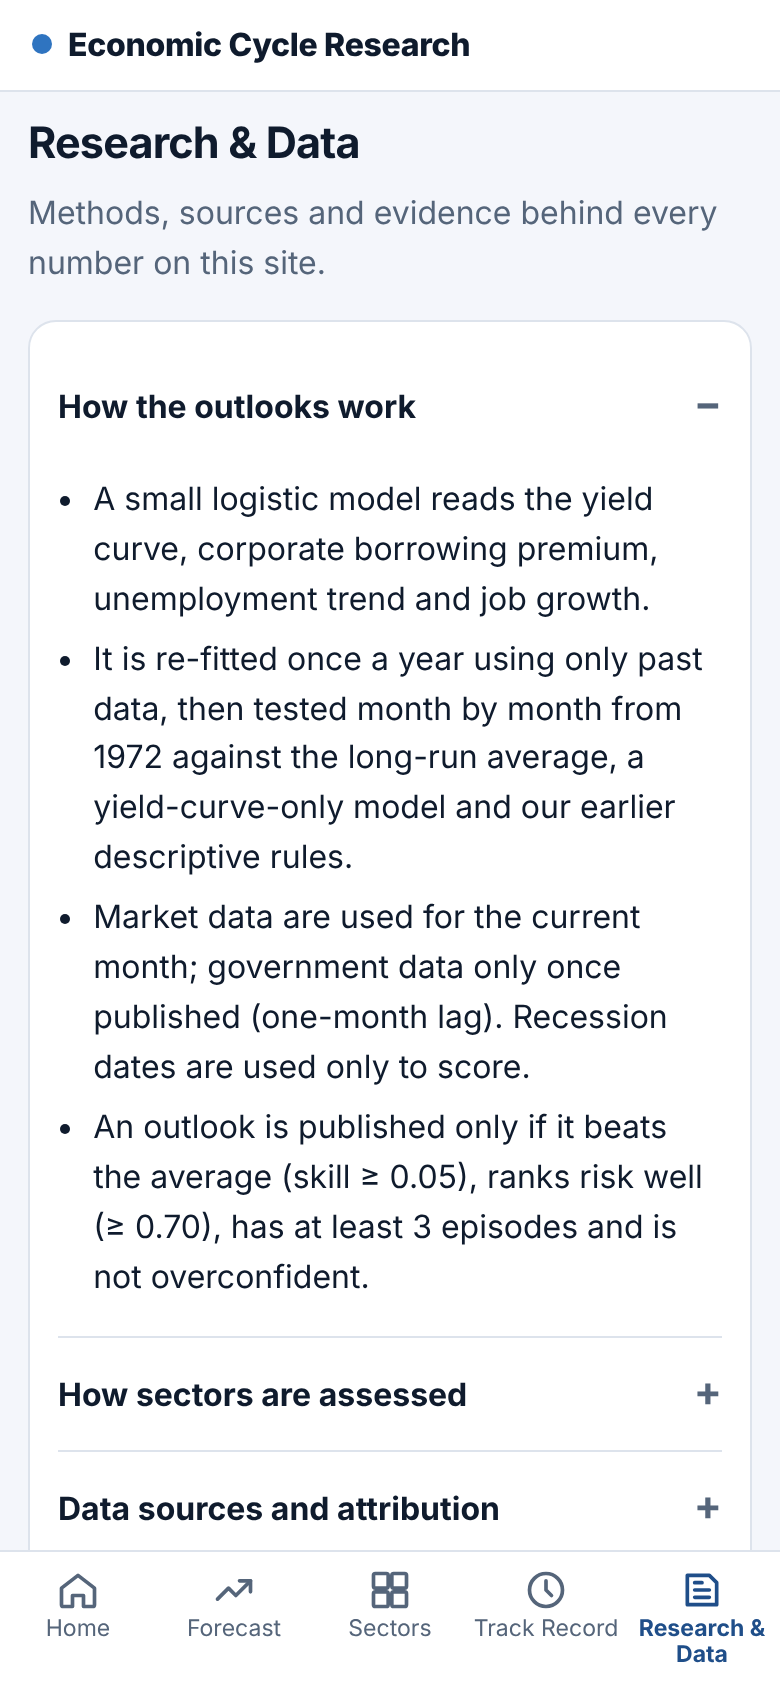 Economic Cycle Research
Research & Data
Methods, sources and evidence behind every
number on this site.
How the outlooks work −
• A small logistic model reads the yield
curve, corporate borrowing premium,
unemployment trend and job growth.
• It is re-fitted once a year using only past
data, then tested month by month from
1972 against the long-run average, a
yield-curve-only model and our earlier
descriptive rules.
• Market data are used for the current
month; government data only once
published (one-month lag). Recession
dates are used only to score.
• An outlook is published only if it beats
the average (skill ≥ 0.05), ranks risk well
(≥ 0.70), has at least 3 episodes and is
not overconfident.
How sectors are assessed +
Data sources and attribution +
Home
Forecast
Sectors
Track Record
Research &
Data